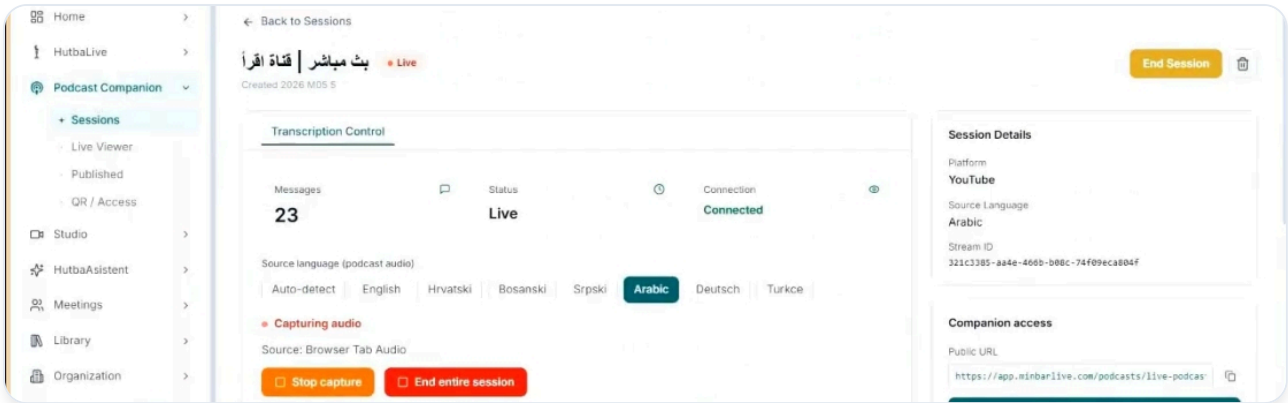 Home
HutbaLive
Podcast Companion
Sessions
Live Viewer
Published
QR / Access
Studio
HutbaAsistent
Meetings
Library
Organization
← Back to Sessions
بث مباشر | قناة اقرأ
Live
Created 2026 M05 5
End Session
Transcription Control
Messages
23
Status
Live
Connection
Connected
Source language (podcast audio)
Auto-detect English Hrvatski Bosanski Srpski Arabic Deutsch Turkce
Capturing audio
Source: Browser Tab Audio
Stop capture End entire session
Session Details
Platform
YouTube
Source Language
Arabic
Stream ID
321c3385-aa4e-466b-b08c-74f09eca804f
Companion access
Public URL
https://app.minbarlive.com/podcasts/live-podcas